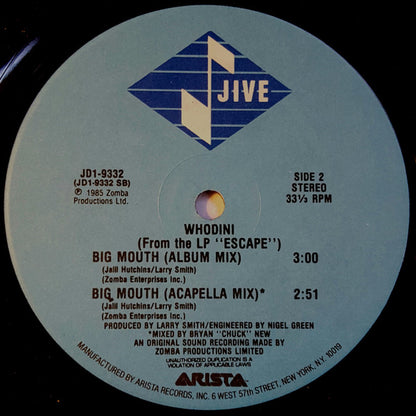 JIVE
JD1-9332
(JD1-9332 SB)
℗ 1985 Zomba
Productions Ltd.
SIDE 2
STEREO
33⅓ RPM
WHODINI
(From the LP "ESCAPE")
BIG MOUTH (ALBUM MIX) 3:00
(Jalil Hutchins/Larry Smith)
(Zomba Enterprises Inc.)
BIG MOUTH (ACAPELLA MIX)* 2:51
(Jalil Hutchins/Larry Smith)
(Zomba Enterprises Inc.)
PRODUCED BY LARRY SMITH/ENGINEERED BY NIGEL GREEN
*MIXED BY BRYAN "CHUCK" NEW
AN ORIGINAL SOUND RECORDING MADE BY
ZOMBA PRODUCTIONS LIMITED
UNAUTHORIZED DUPLICATION IS A
VIOLATION OF APPLICABLE LAWS
ARISTA
MANUFACTURED BY ARISTA RECORDS, INC. 6 WEST 57th STREET, NEW YORK, N.Y. 10019